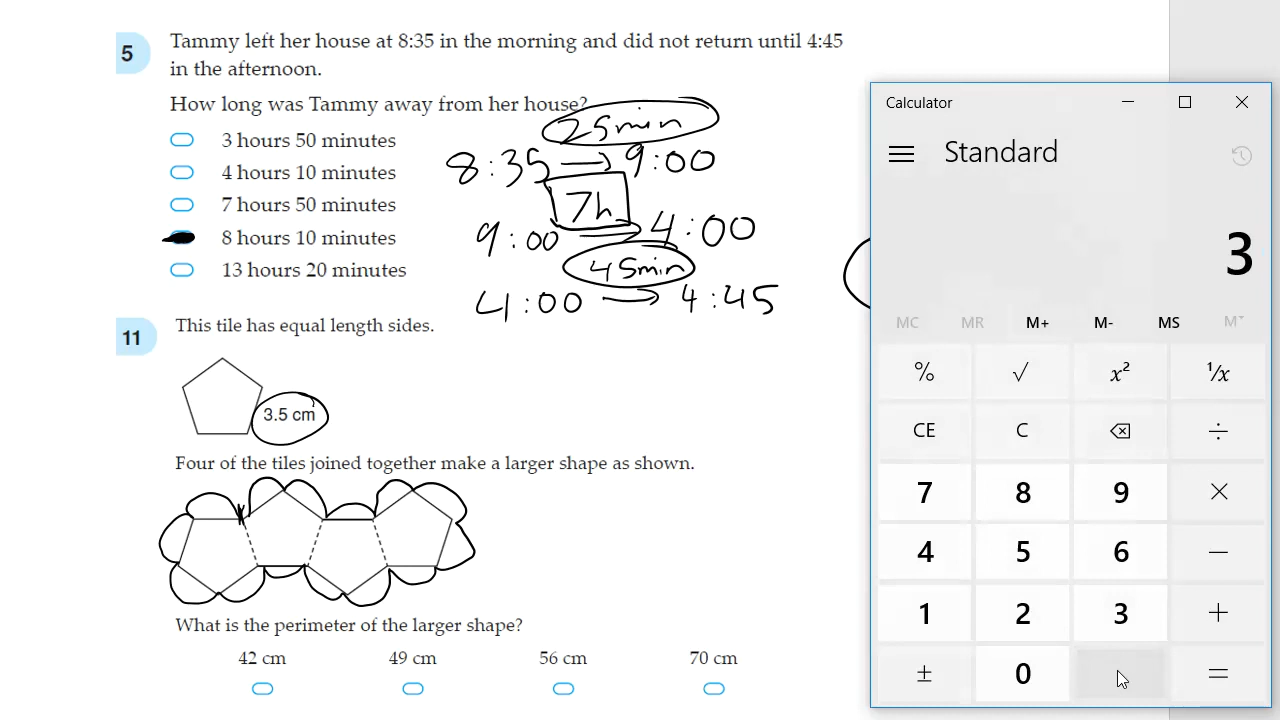 5
Tammy left her house at 8:35 in the morning and did not return until 4:45
in the afternoon.
How long was Tammy away from her house?
3 hours 50 minutes
4 hours 10 minutes
7 hours 50 minutes
8 hours 10 minutes
13 hours 20 minutes
25min
8:35 → 9:00
7h
9:00 → 4:00
45min
4:00 → 4:45
11
This tile has equal length sides.
3.5 cm
Four of the tiles joined together make a larger shape as shown.
What is the perimeter of the larger shape?
42 cm 49 cm 56 cm 70 cm
Calculator
Standard
3
MC MR M+ M- MS M▾
% √ x² ¹/x
CE C ÷
7 8 9 ×
4 5 6 −
1 2 3 +
± 0 =